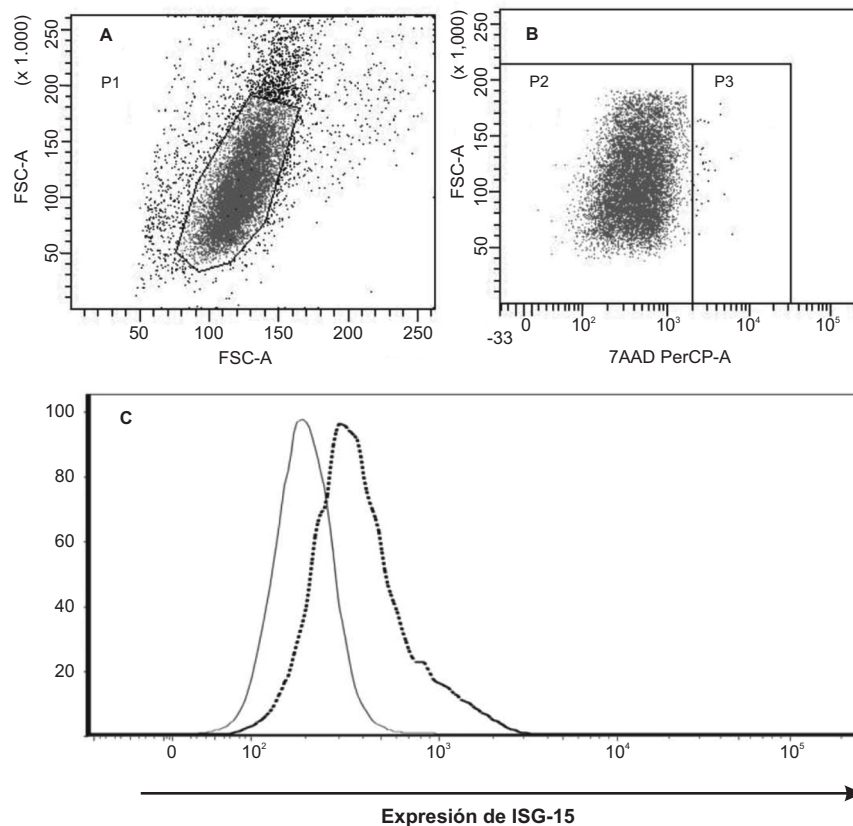 A
P1
(x 1.000)
FSC-A
250
200
150
100
50
50 100 150 200 250
FSC-A
B
P2 P3
(x 1,000)
FSC-A
250
200
150
100
50
-33 0 10² 10³ 10⁴ 10⁵
7AAD PerCP-A
C
100
80
60
40
20
0 10² 10³ 10⁴ 10⁵
Expresión de ISG-15